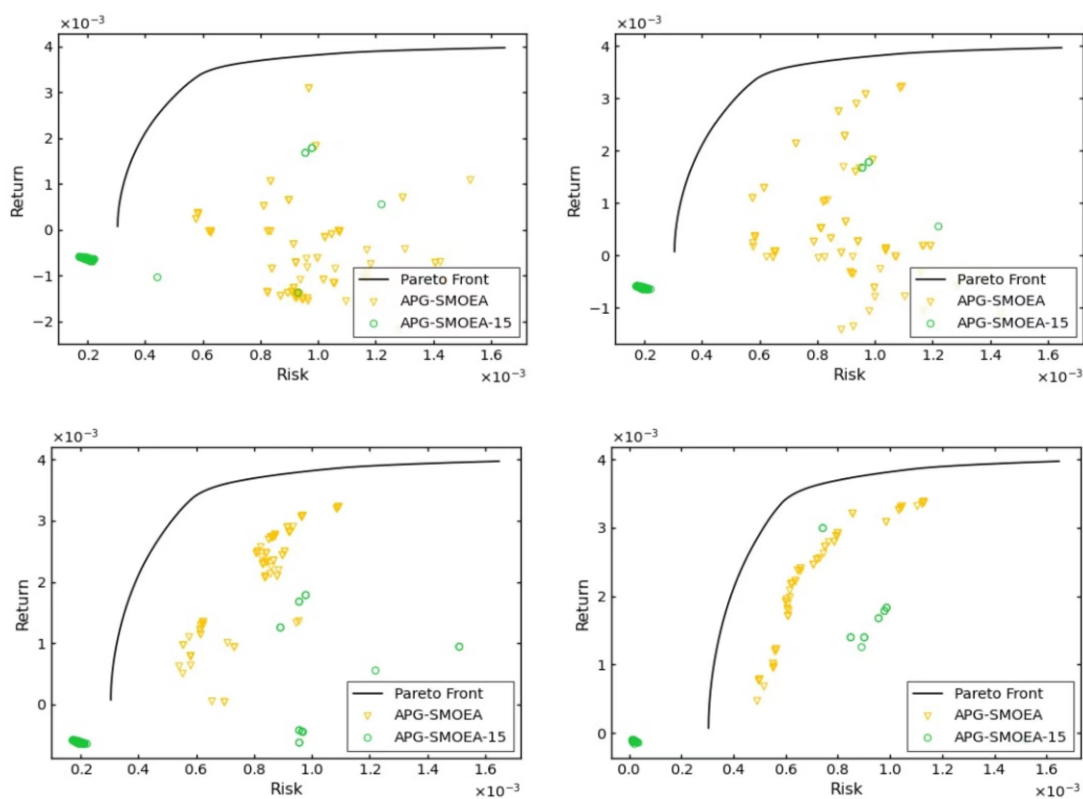 ×10⁻³
4
3
2
1
0
−1
−2
Return
0.2 0.4 0.6 0.8 1.0 1.2 1.4 1.6
Risk
×10⁻³
Pareto Front
APG-SMOEA
APG-SMOEA-15
×10⁻³
4
3
2
1
0
−1
Return
0.2 0.4 0.6 0.8 1.0 1.2 1.4 1.6
Risk
×10⁻³
Pareto Front
APG-SMOEA
APG-SMOEA-15
×10⁻³
4
3
2
1
0
Return
0.2 0.4 0.6 0.8 1.0 1.2 1.4 1.6
Risk
×10⁻³
Pareto Front
APG-SMOEA
APG-SMOEA-15
×10⁻³
4
3
2
1
0
Return
0.0 0.2 0.4 0.6 0.8 1.0 1.2 1.4 1.6
Risk
×10⁻³
Pareto Front
APG-SMOEA
APG-SMOEA-15